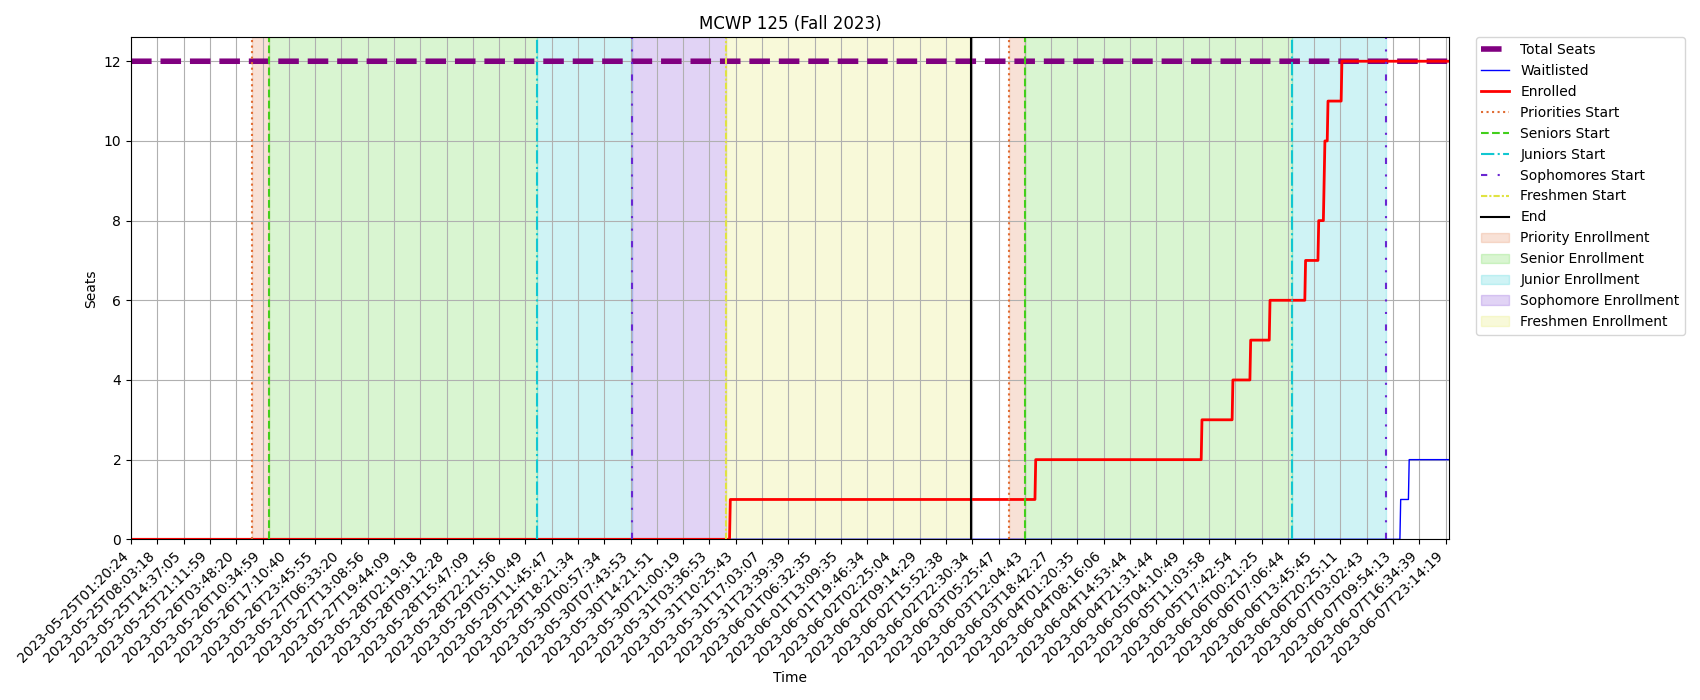 MCWP 125 (Fall 2023)
Seats
12
10
8
6
4
2
0
2023-05-25T01:20:24
2023-05-25T08:03:18
2023-05-25T14:37:05
2023-05-25T21:11:59
2023-05-26T03:48:20
2023-05-26T10:34:59
2023-05-26T17:10:40
2023-05-26T23:45:55
2023-05-27T06:33:20
2023-05-27T13:08:56
2023-05-27T19:44:09
2023-05-28T02:19:18
2023-05-28T09:12:28
2023-05-28T15:47:09
2023-05-28T22:21:56
2023-05-29T05:10:49
2023-05-29T11:45:47
2023-05-29T18:21:34
2023-05-30T00:57:34
2023-05-30T07:43:53
2023-05-30T14:21:51
2023-05-30T21:00:19
2023-05-31T03:36:53
2023-05-31T10:25:43
2023-05-31T17:03:07
2023-05-31T23:39:39
2023-06-01T06:32:35
2023-06-01T13:09:35
2023-06-01T19:46:34
2023-06-02T02:25:04
2023-06-02T09:14:29
2023-06-02T15:52:38
2023-06-02T22:30:34
2023-06-03T05:25:47
2023-06-03T12:04:43
2023-06-03T18:42:27
2023-06-04T01:20:35
2023-06-04T08:16:06
2023-06-04T14:53:44
2023-06-04T21:31:44
2023-06-05T04:10:49
2023-06-05T11:03:58
2023-06-05T17:42:54
2023-06-06T00:21:25
2023-06-06T07:06:44
2023-06-06T13:45:45
2023-06-06T20:25:11
2023-06-07T03:02:43
2023-06-07T09:54:13
2023-06-07T16:34:39
2023-06-07T23:14:19
Time
Total Seats
Waitlisted
Enrolled
Priorities Start
Seniors Start
Juniors Start
Sophomores Start
Freshmen Start
End
Priority Enrollment
Senior Enrollment
Junior Enrollment
Sophomore Enrollment
Freshmen Enrollment